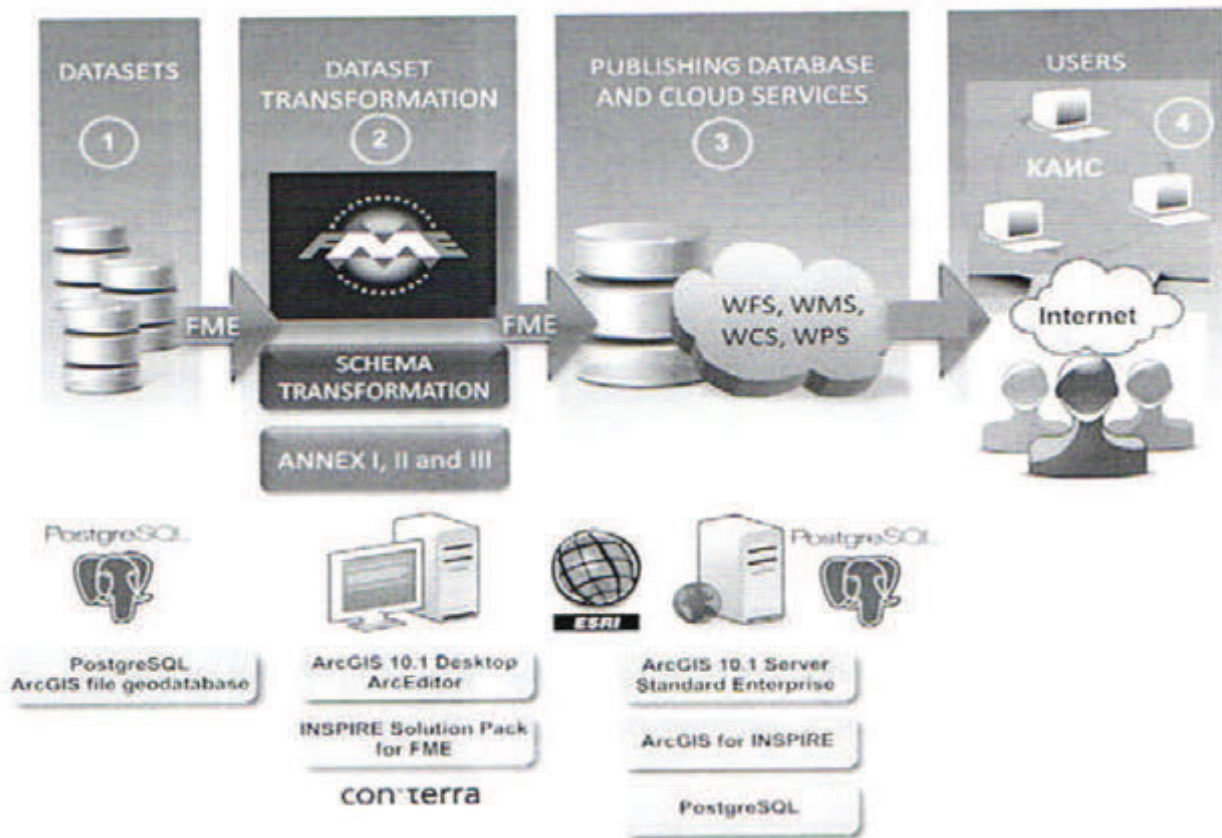 DATASETS
1
DATASET
TRANSFORMATION
2
FME
SCHEMA
TRANSFORMATION
ANNEX I, II and III
PUBLISHING DATABASE
AND CLOUD SERVICES
3
WFS, WMS,
WCS, WPS
USERS
4
КАИС
Internet
FME
FME
PostgreSQL
PostgreSQL
ArcGIS file geodatabase
ArcGIS 10.1 Desktop
ArcEditor
INSPIRE Solution Pack
for FME
con terra
ESRI
PostgreSQL
ArcGIS 10.1 Server
Standard Enterprise
ArcGIS for INSPIRE
PostgreSQL